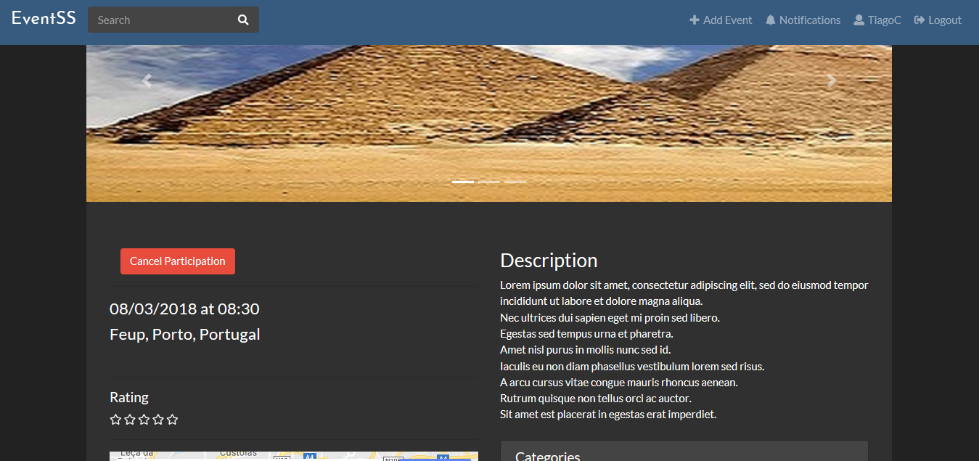 EventSS
Search
Add Event
Notifications
TiagoC
Logout
Cancel Participation
08/03/2018 at 08:30
Feup, Porto, Portugal
Rating
Description
Lorem ipsum dolor sit amet, consectetur adipiscing elit, sed do eiusmod tempor
incididunt ut labore et dolore magna aliqua.
Nec ultrices dui sapien eget mi proin sed libero.
Egestas sed tempus urna et pharetra.
Amet nisl purus in mollis nunc sed id.
Iaculis eu non diam phasellus vestibulum lorem sed risus.
A arcu cursus vitae congue mauris rhoncus aenean.
Rutrum quisque non tellus orci ac auctor.
Sit amet est placerat in egestas erat imperdiet.
Categories
Leça da
Custóias